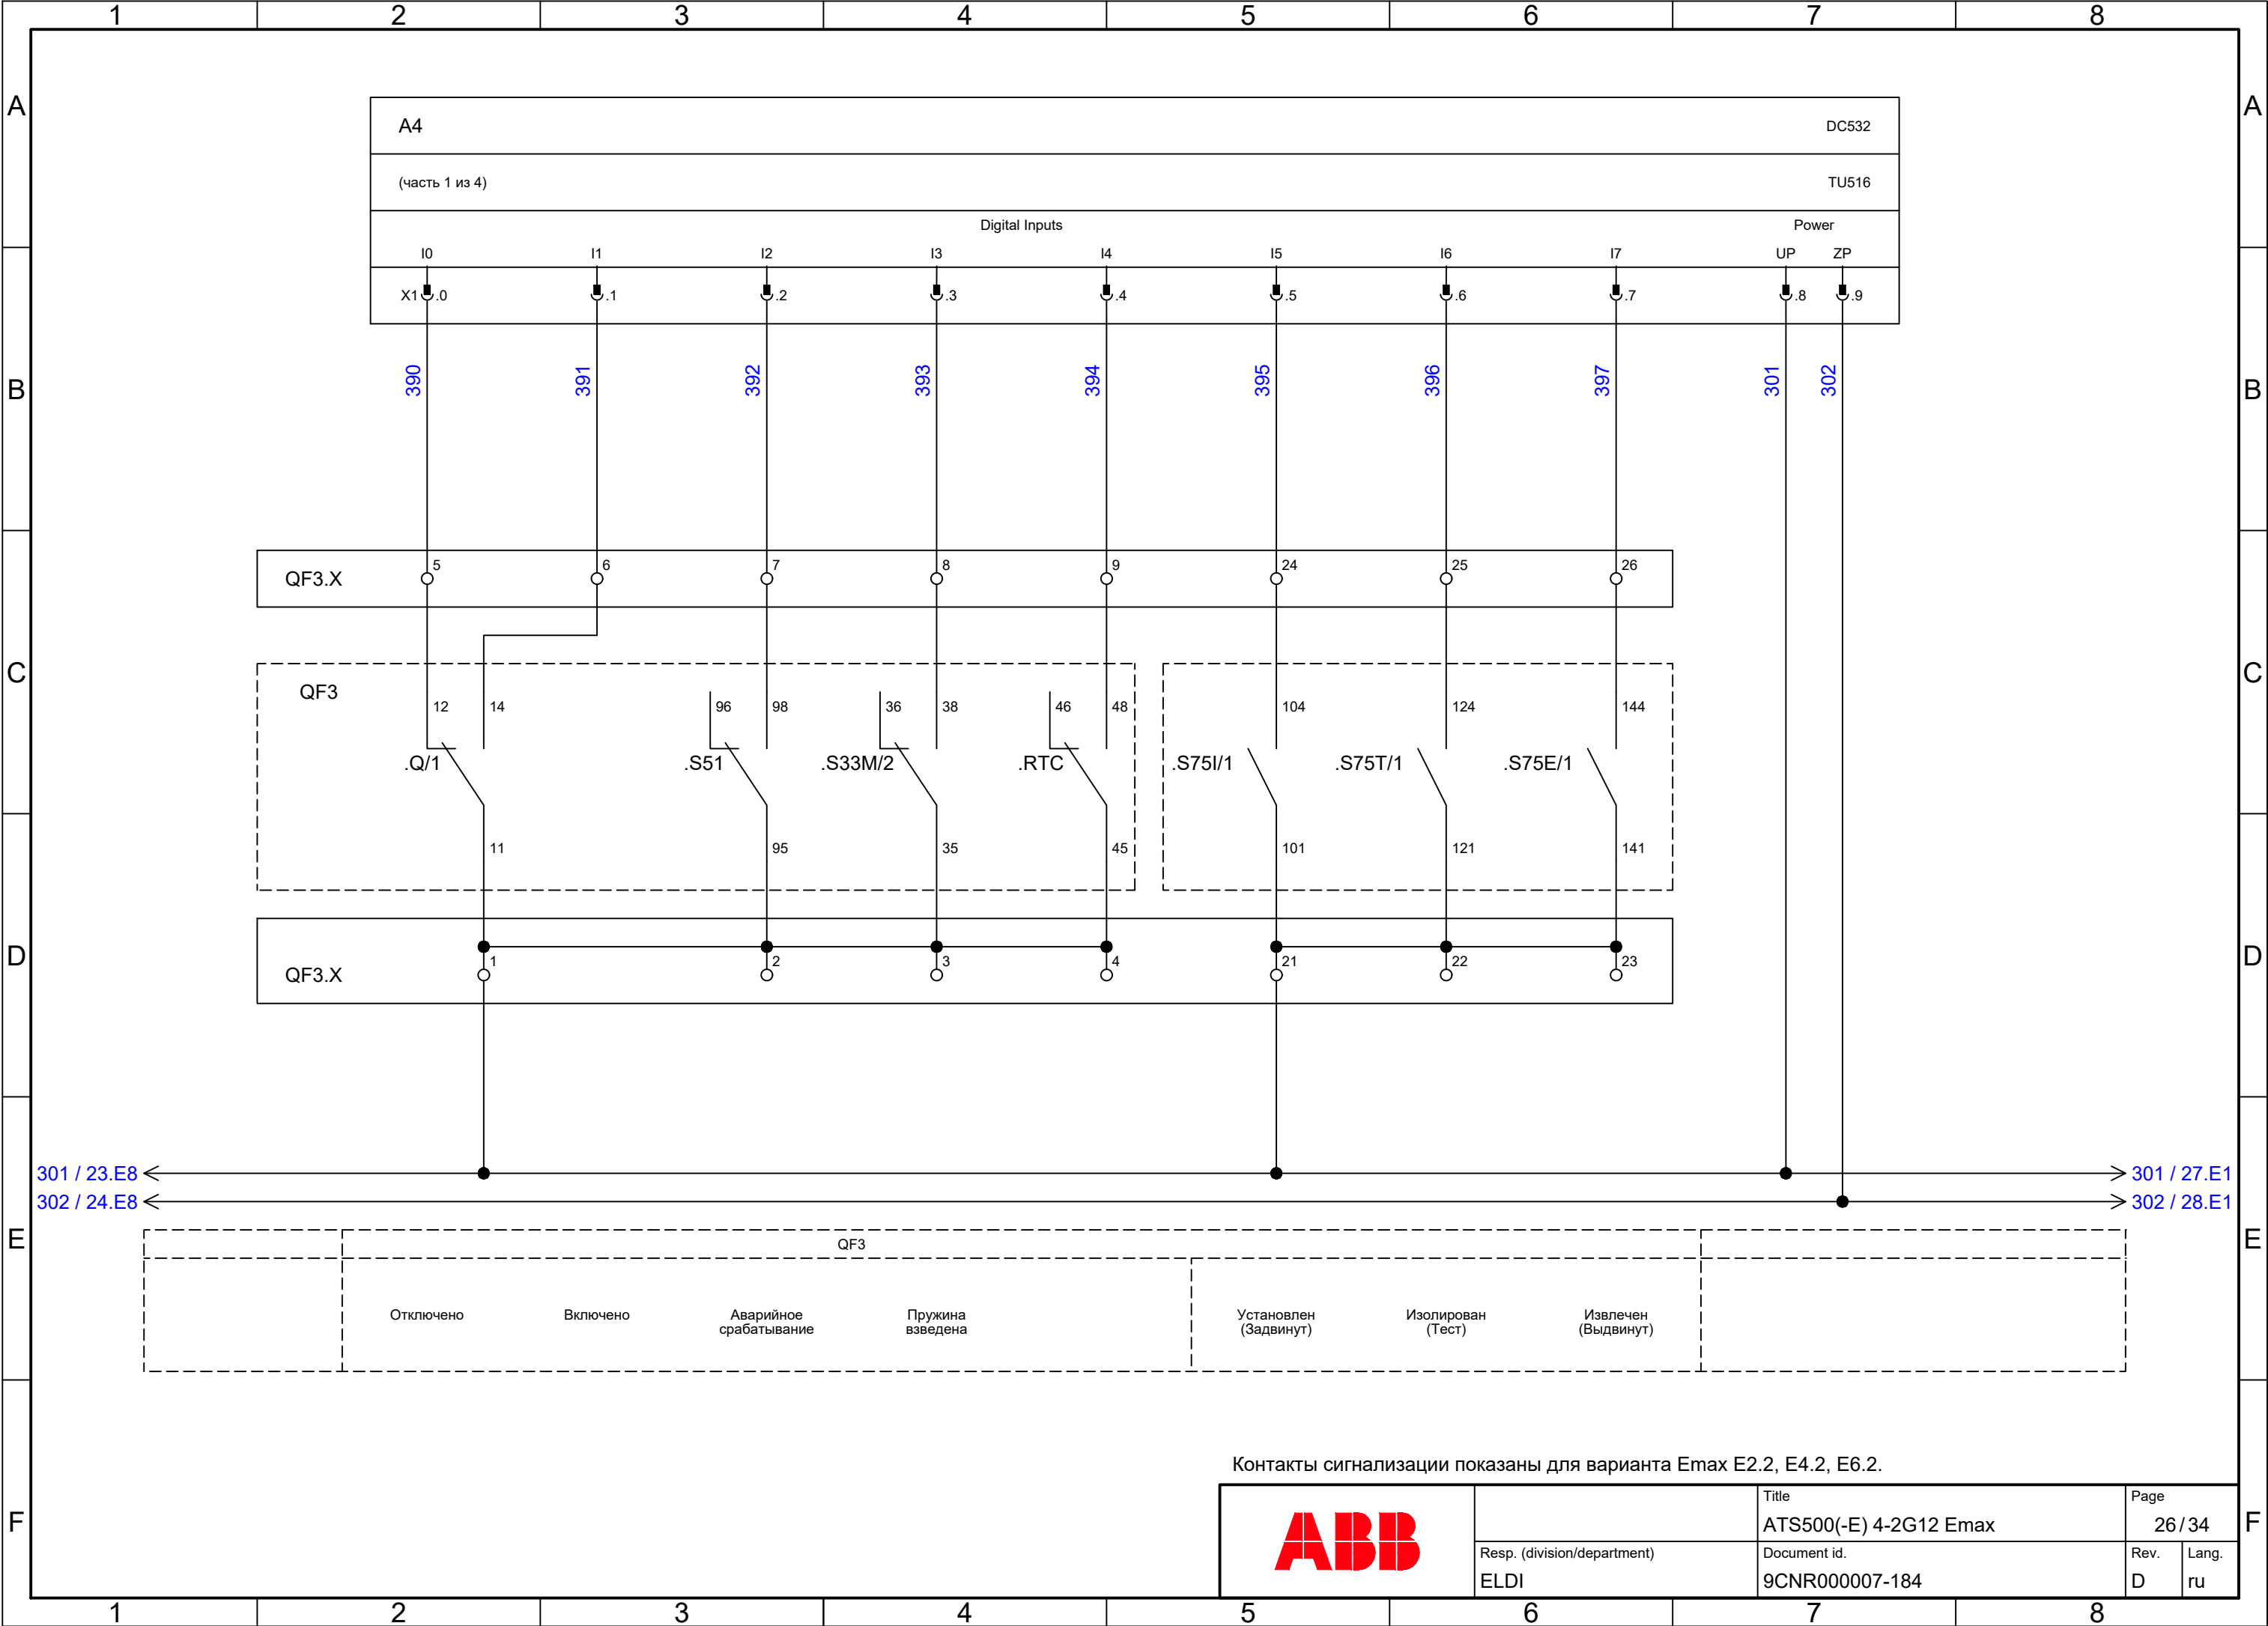 1 2 3 4 5 6 7 8
A A
A4 DC532
(часть 1 из 4) TU516
Digital Inputs Power
I0 I1 I2 I3 I4 I5 I6 I7 UP ZP
X1 .0 .1 .2 .3 .4 .5 .6 .7 .8 .9
B B
390 391 392 393 394 395 396 397 301 302
QF3.X 5 6 7 8 9 24 25 26
C C
QF3
12 14 96 98 36 38 46 48 104 124 144
.Q/1 .S51 .S33M/2 .RTC .S75I/1 .S75T/1 .S75E/1
11 95 35 45 101 121 141
D D
QF3.X 1 2 3 4 21 22 23
301 / 23.E8 301 / 27.E1
302 / 24.E8 302 / 28.E1
E E
QF3
Отключено Включено Аварийное Пружина Установлен Изолирован Извлечен
срабатывание взведена (Задвинут) (Тест) (Выдвинут)
Контакты сигнализации показаны для варианта Emax E2.2, E4.2, E6.2.
F F
ABB
Title Page
ATS500(-E) 4-2G12 Emax 26 / 34
Resp. (division/department) Document id. Rev. Lang.
ELDI 9CNR000007-184 D ru
1 2 3 4 5 6 7 8